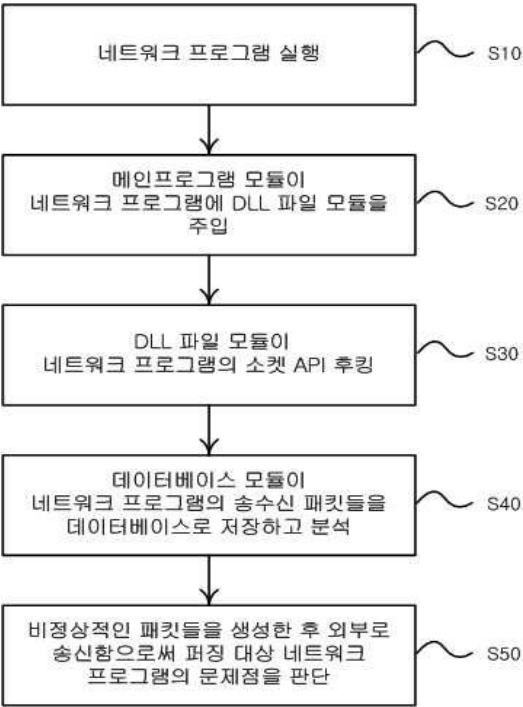 네트워크 프로그램 실행
S10
메인프로그램 모듈이
네트워크 프로그램에 DLL 파일 모듈을
주입
S20
DLL 파일 모듈이
네트워크 프로그램의 소켓 API 후킹
S30
데이터베이스 모듈이
네트워크 프로그램의 송수신 패킷들을
데이터베이스로 저장하고 분석
S40
비정상적인 패킷들을 생성한 후 외부로
송신함으로써 퍼징 대상 네트워크
프로그램의 문제점을 판단
S50